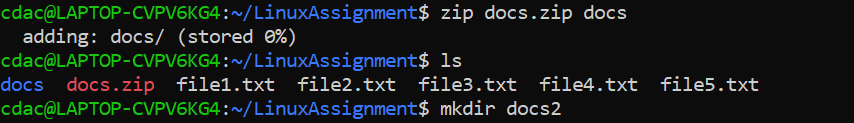 cdac@LAPTOP-CVPV6KG4:~/LinuxAssignment$ zip docs.zip docs
  adding: docs/ (stored 0%)
cdac@LAPTOP-CVPV6KG4:~/LinuxAssignment$ ls
docs  docs.zip  file1.txt  file2.txt  file3.txt  file4.txt  file5.txt
cdac@LAPTOP-CVPV6KG4:~/LinuxAssignment$ mkdir docs2